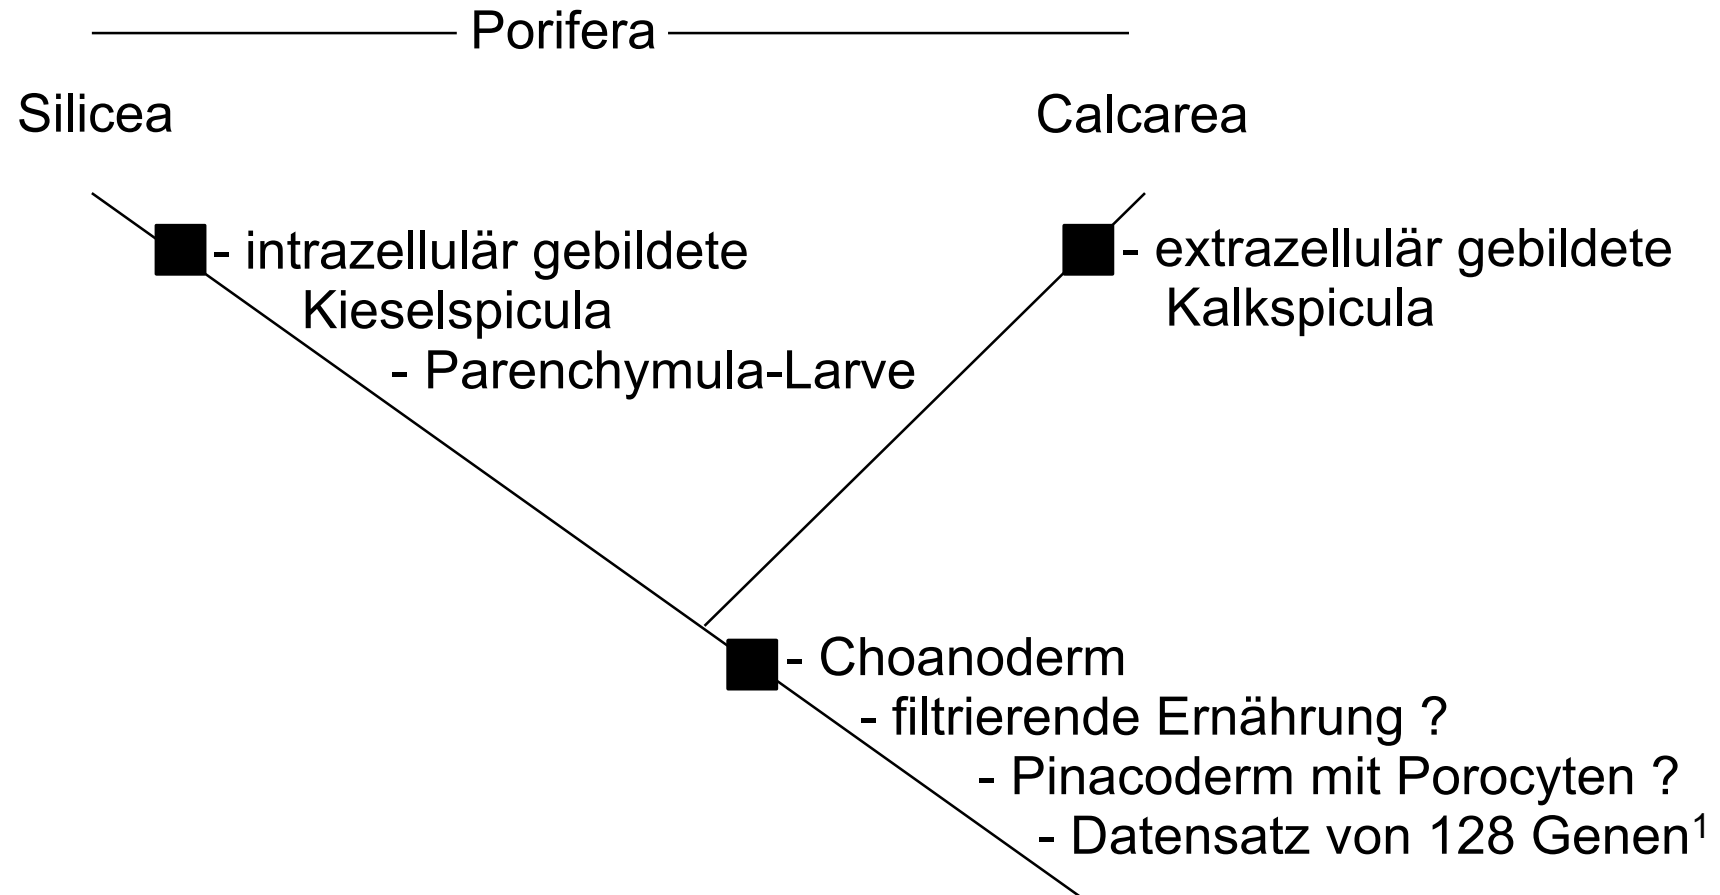 Porifera
Silicea
Calcarea
- intrazellulär gebildete
Kieselspicula
- Parenchymula-Larve
- extrazellulär gebildete
Kalkspicula
- Choanoderm
- filtrierende Ernährung ?
- Pinacoderm mit Porocyten ?
- Datensatz von 128 Genen¹